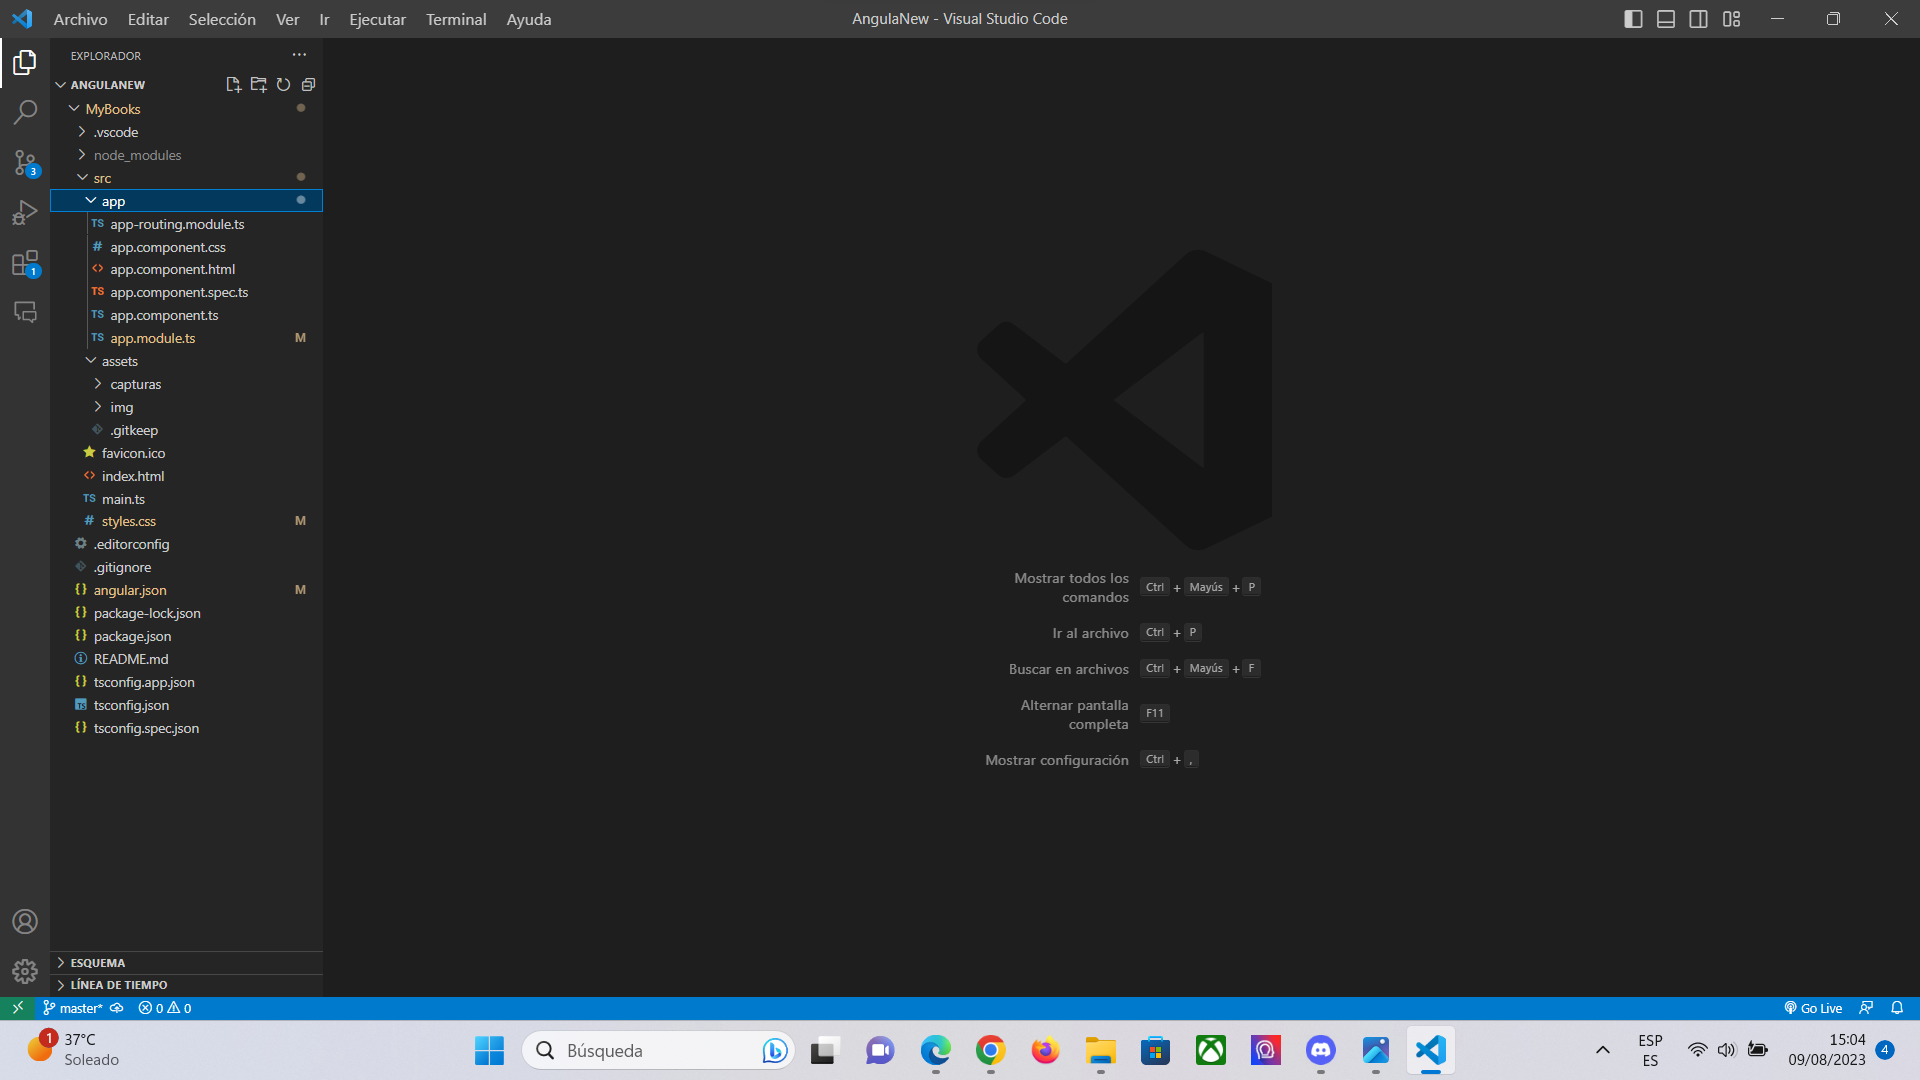 Archivo Editar Selección Ver Ir Ejecutar Terminal Ayuda
AngulaNew - Visual Studio Code
EXPLORADOR
ANGULANEW
MyBooks
.vscode
node_modules
src
app
TS app-routing.module.ts
# app.component.css
<> app.component.html
TS app.component.spec.ts
TS app.component.ts
TS app.module.ts M
assets
capturas
img
.gitkeep
favicon.ico
<> index.html
TS main.ts
# styles.css M
.editorconfig
.gitignore
{} angular.json M
{} package-lock.json
{} package.json
README.md
{} tsconfig.app.json
TS tsconfig.json
{} tsconfig.spec.json
3
1
Mostrar todos los
comandos Ctrl + Mayús + P
Ir al archivo Ctrl + P
Buscar en archivos Ctrl + Mayús + F
Alternar pantalla
completa F11
Mostrar configuración Ctrl + ,
ESQUEMA
LÍNEA DE TIEMPO
master* 0 0
Go Live
1 37°C
Soleado
Búsqueda
ESP
ES
15:04
09/08/2023
4